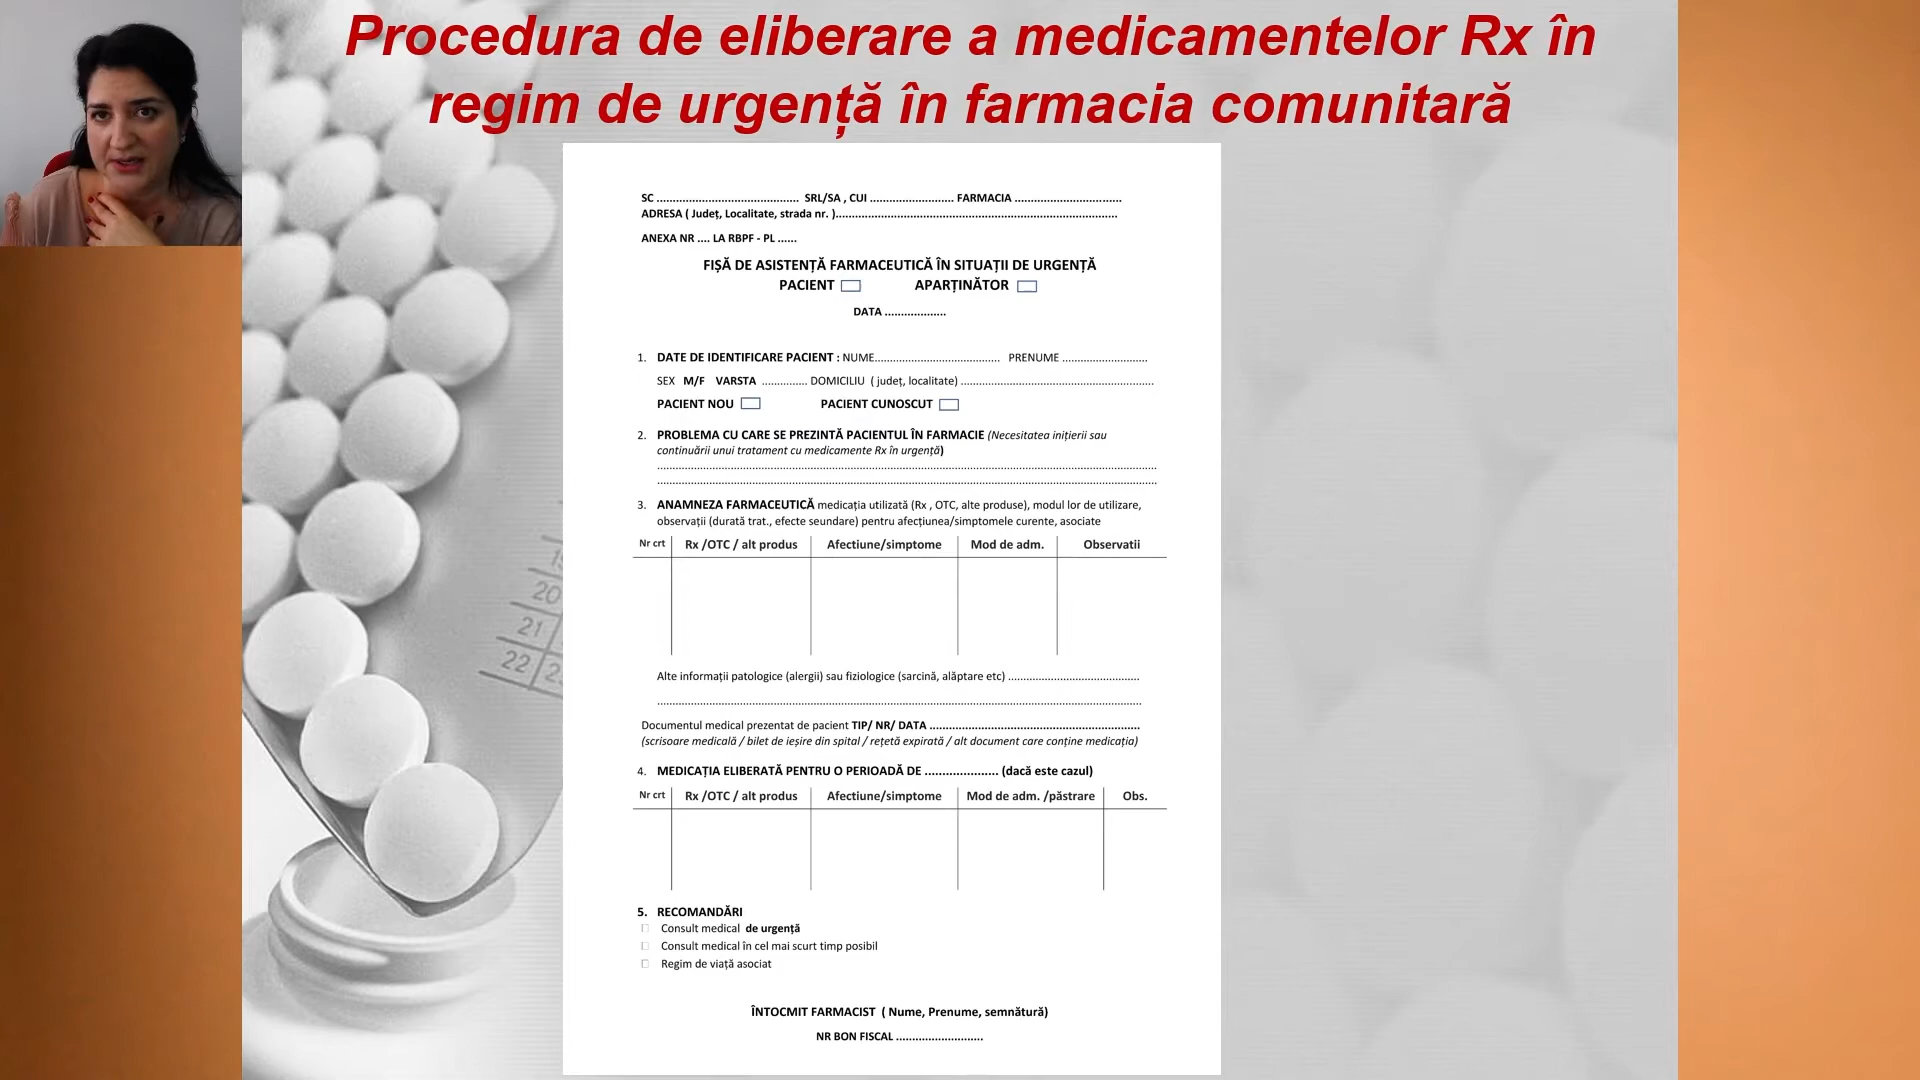 Procedura de eliberare a medicamentelor Rx în
regim de urgență în farmacia comunitară
SC ............................................ SRL/SA , CUI .......................... FARMACIA .................................
ADRESA ( Județ, Localitate, strada nr. ).......................................................................................
ANEXA NR .... LA RBPF - PL ......
FIȘĂ DE ASISTENȚĂ FARMACEUTICĂ ÎN SITUAȚII DE URGENȚĂ
PACIENT APARȚINĂTOR
DATA ...................
1. DATE DE IDENTIFICARE PACIENT : NUME......................................... PRENUME ............................
SEX M/F VARSTA ............... DOMICILIU ( județ, localitate) ...............................................................
PACIENT NOU PACIENT CUNOSCUT
2. PROBLEMA CU CARE SE PREZINTĂ PACIENTUL ÎN FARMACIE (Necesitatea inițierii sau
continuării unui tratament cu medicamente Rx în urgență)
....................................................................................................................................................................
....................................................................................................................................................................
3. ANAMNEZA FARMACEUTICĂ medicația utilizată (Rx , OTC, alte produse), modul lor de utilizare,
observații (durată trat., efecte seundare) pentru afecțiunea/simptomele curente, asociate
Nr crt Rx /OTC / alt produs Afectiune/simptome Mod de adm. Observatii
19
20
21
22 2
Alte informații patologice (alergii) sau fiziologice (sarcină, alăptare etc) ...........................................
...............................................................................................................................................................
Documentul medical prezentat de pacient TIP/ NR/ DATA .................................................................
(scrisoare medicală / bilet de ieșire din spital / rețetă expirată / alt document care conține medicația)
4. MEDICAȚIA ELIBERATĂ PENTRU O PERIOADĂ DE ...................... (dacă este cazul)
Nr crt Rx /OTC / alt produs Afectiune/simptome Mod de adm. /păstrare Obs.
5. RECOMANDĂRI
Consult medical de urgență
Consult medical în cel mai scurt timp posibil
Regim de viață asociat
ÎNTOCMIT FARMACIST ( Nume, Prenume, semnătură)
NR BON FISCAL ...........................